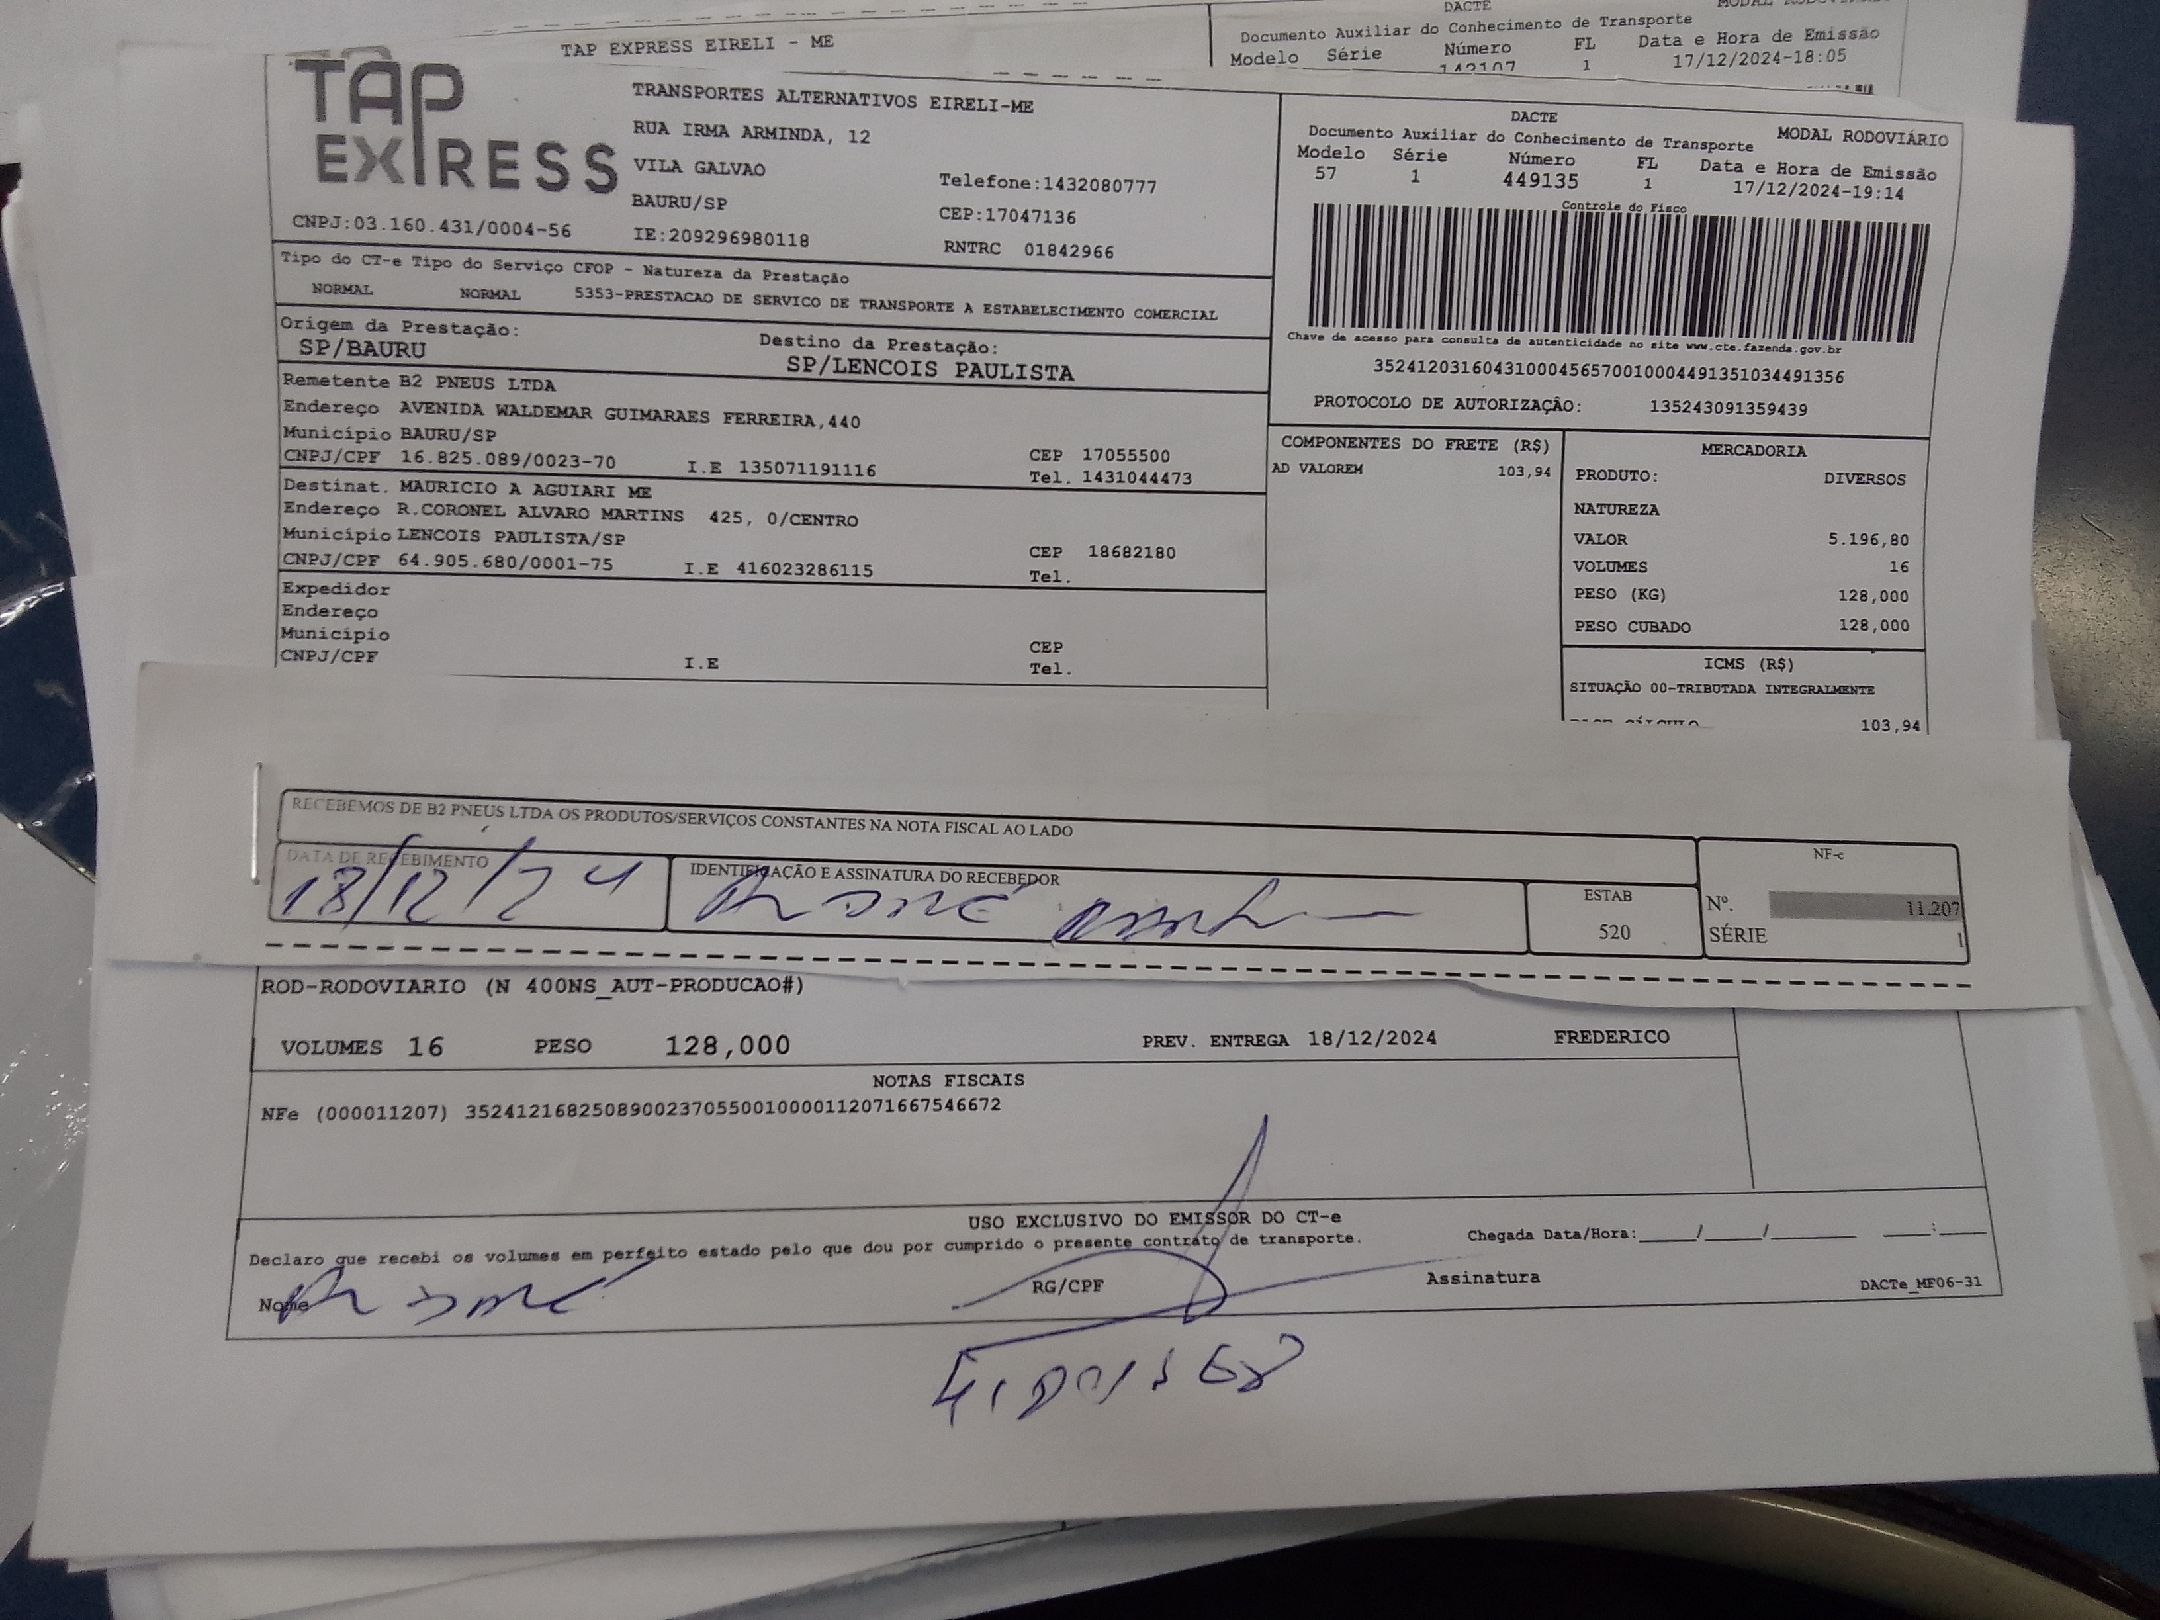 DACTE
TAP EXPRESS EIRELI - ME
Documento Auxiliar do Conhecimento de Transporte
Modelo Série Número FL Data e Hora de Emissão
142107 1 17/12/2024-18:05
TAP EXPRESS
TRANSPORTES ALTERNATIVOS EIRELI-ME
RUA IRMA ARMINDA, 12
VILA GALVAO
Telefone:1432080777
BAURU/SP
CEP:17047136
CNPJ:03.160.431/0004-56
IE:209296980118
RNTRC 01842966
DACTE
Documento Auxiliar do Conhecimento de Transporte MODAL RODOVIÁRIO
Modelo Série Número FL Data e Hora de Emissão
57 1 449135 1 17/12/2024-19:14
Controle do Fisco
Chave de acesso para consulta de autenticidade no site www.cte.fazenda.gov.br
35241203160431000456570010004491351034491356
PROTOCOLO DE AUTORIZAÇÂO: 135243091359439
Tipo do CT-e Tipo do Serviço CFOP - Natureza da Prestação
NORMAL NORMAL 5353-PRESTACAO DE SERVICO DE TRANSPORTE A ESTABELECIMENTO COMERCIAL
Origem da Prestação: Destino da Prestação:
SP/BAURU SP/LENCOIS PAULISTA
Remetente B2 PNEUS LTDA
Endereço AVENIDA WALDEMAR GUIMARAES FERREIRA,440
Município BAURU/SP CEP 17055500
CNPJ/CPF 16.825.089/0023-70 I.E 135071191116 Tel. 1431044473
Destinat. MAURICIO A AGUIARI ME
Endereço R.CORONEL ALVARO MARTINS 425, 0/CENTRO
Município LENCOIS PAULISTA/SP CEP 18682180
CNPJ/CPF 64.905.680/0001-75 I.E 416023286115 Tel.
Expedidor
Endereço
Município CEP
CNPJ/CPF I.E Tel.
COMPONENTES DO FRETE (R$)
AD VALOREM 103,94
MERCADORIA
PRODUTO: DIVERSOS
NATUREZA
VALOR 5.196,80
VOLUMES 16
PESO (KG) 128,000
PESO CUBADO 128,000
ICMS (R$)
SITUAÇÃO 00-TRIBUTADA INTEGRALMENTE
103,94
RECEBEMOS DE B2 PNEUS LTDA OS PRODUTOS/SERVIÇOS CONSTANTES NA NOTA FISCAL AO LADO
DATA DE RECEBIMENTO
18/12/24
IDENTIFICAÇÃO E ASSINATURA DO RECEBEDOR
ESTAB
520
NF-e
Nº. 11.207
SÉRIE 1
ROD-RODOVIARIO (N 400NS_AUT-PRODUCAO#)
VOLUMES 16 PESO 128,000 PREV. ENTREGA 18/12/2024 FREDERICO
NOTAS FISCAIS
NFe (000011207) 35241216825089002370550010000112071667546672
USO EXCLUSIVO DO EMISSOR DO CT-e
Declaro que recebi os volumes em perfeito estado pelo que dou por cumprido o presente contrato de transporte.
Chegada Data/Hora:____/____/______ ___:___
Nome RG/CPF Assinatura
DACTe_MF06-31